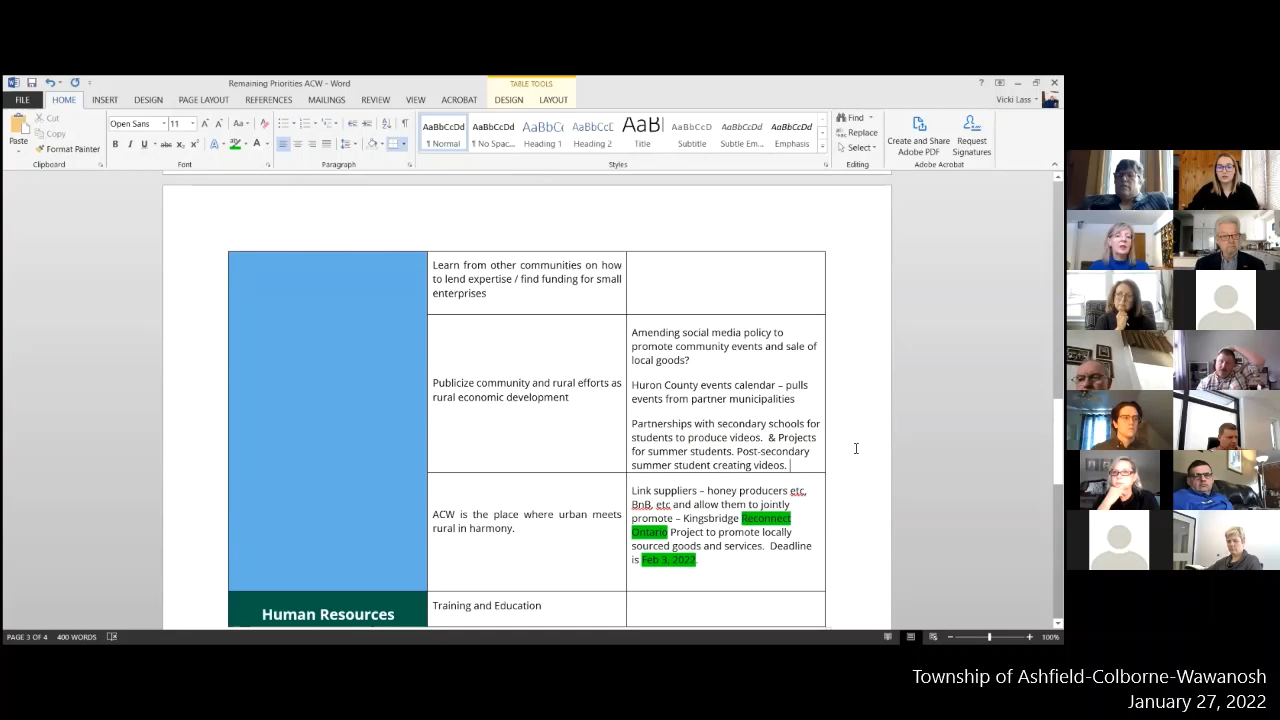 Remaining Priorities ACW - Word
TABLE TOOLS
FILE HOME INSERT DESIGN PAGE LAYOUT REFERENCES MAILINGS REVIEW VIEW ACROBAT DESIGN LAYOUT
Vicki Lass
Paste
Cut
Copy
Format Painter
Open Sans 11
AaBbCcDd AaBbCcDd AaBbC AaBbCcD AaB AaBbCcD AaBbCcDd AaBbCcDd
¶ Normal ¶ No Spac... Heading 1 Heading 2 Title Subtitle Subtle Em... Emphasis
Find
Replace
Select
Create and Share
Adobe PDF
Request
Signatures
Clipboard Font Paragraph Styles Editing Adobe Acrobat
Learn from other communities on how
to lend expertise / find funding for small
enterprises
Publicize community and rural efforts as
rural economic development
Amending social media policy to
promote community events and sale of
local goods?
Huron County events calendar – pulls
events from partner municipalities
Partnerships with secondary schools for
students to produce videos. & Projects
for summer students. Post-secondary
summer student creating videos.
ACW is the place where urban meets
rural in harmony.
Link suppliers – honey producers etc,
BnB, etc and allow them to jointly
promote – Kingsbridge Reconnect
Ontario Project to promote locally
sourced goods and services. Deadline
is Feb 3, 2022.
Human Resources
Training and Education
PAGE 3 OF 4 400 WORDS
100%
Township of Ashfield-Colborne-Wawanosh
January 27, 2022